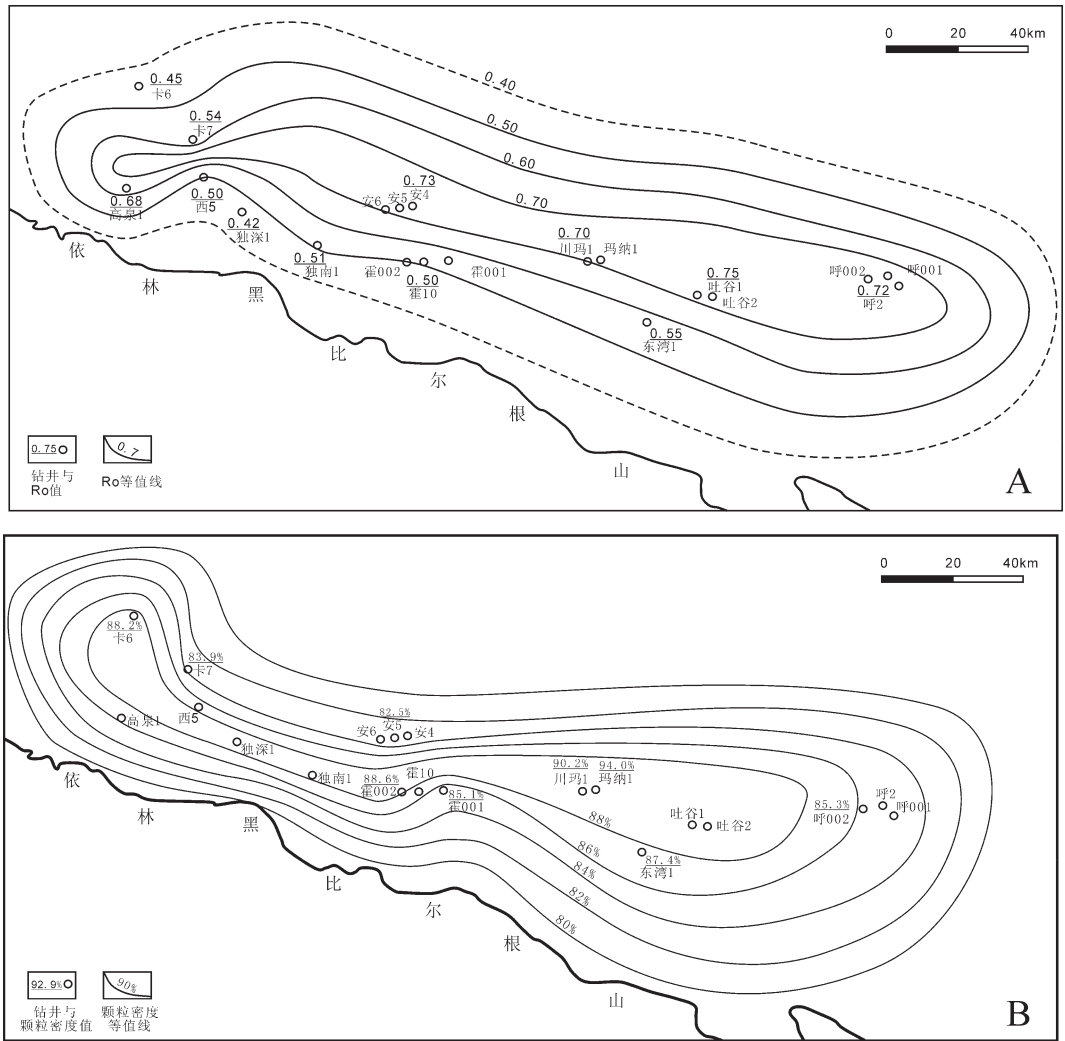 0 20 40km
0.45
卡6
0.40
0.54
卡7
0.50
0.60
0.70
0.68
高泉1
0.50
西5
0.42
独深1
0.73
安6 安5 安4
0.51
独南1
霍002
0.50
霍10
霍001
0.70
川玛1 玛纳1
0.75
吐谷1
吐谷2
呼002 呼001
0.72
呼2
0.55
东湾1
依
林
黑
比
尔
根
山
0.75
钻井与
Ro值
0.7
Ro等值线
A
0 20 40km
88.2%
卡6
83.9%
卡7
高泉1
西5
独深1
82.5%
安6 安5 安4
独南1
88.6%
霍002
霍10
85.1%
霍001
90.2%
川玛1
94.0%
玛纳1
吐谷1
吐谷2
85.3%
呼002
呼2
呼001
87.4%
东湾1
88%
86%
84%
82%
80%
依
林
黑
比
尔
根
山
92.9%
钻井与
颗粒密度值
90%
颗粒密度
等值线
B